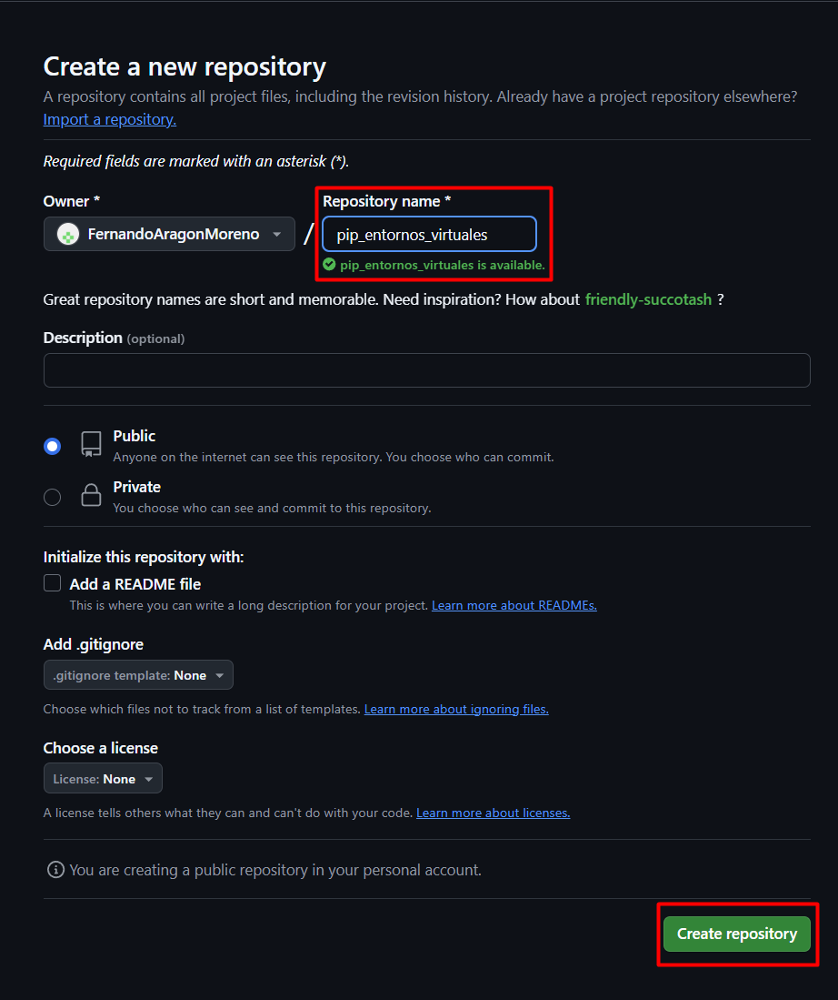 Create a new repository
A repository contains all project files, including the revision history. Already have a project repository elsewhere?
Import a repository.
Required fields are marked with an asterisk (*).
Owner *
Repository name *
FernandoAragonMoreno
/
pip_entornos_virtuales
pip_entornos_virtuales is available.
Great repository names are short and memorable. Need inspiration? How about friendly-succotash ?
Description (optional)
Public
Anyone on the internet can see this repository. You choose who can commit.
Private
You choose who can see and commit to this repository.
Initialize this repository with:
Add a README file
This is where you can write a long description for your project. Learn more about READMEs.
Add .gitignore
.gitignore template: None
Choose which files not to track from a list of templates. Learn more about ignoring files.
Choose a license
License: None
A license tells others what they can and can't do with your code. Learn more about licenses.
You are creating a public repository in your personal account.
Create repository